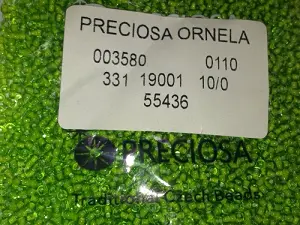 PRECIOSA ORNELA
003580 0110
331 19001 10/0
55436
PRECIOSA
Traditional Czech Beads